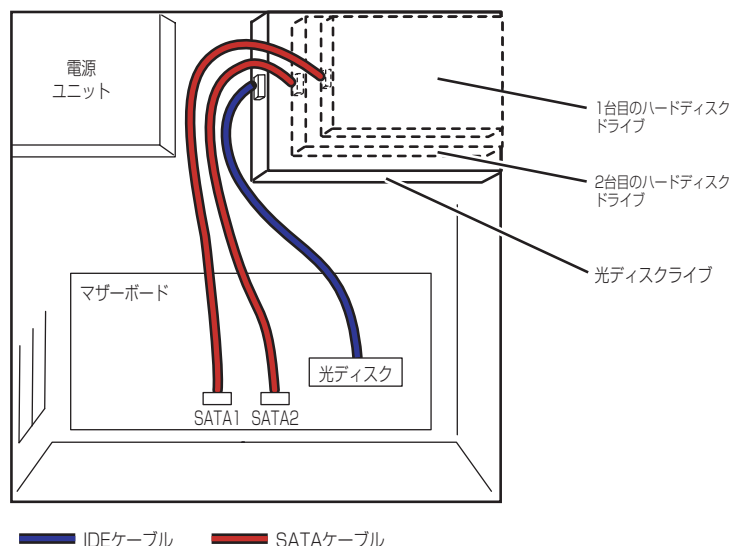 電源
ユニット
1台目のハードディスク
ドライブ
2台目のハードディスク
ドライブ
光ディスクライブ
マザーボード
光ディスク
SATA1 SATA2
IDEケーブル SATAケーブル